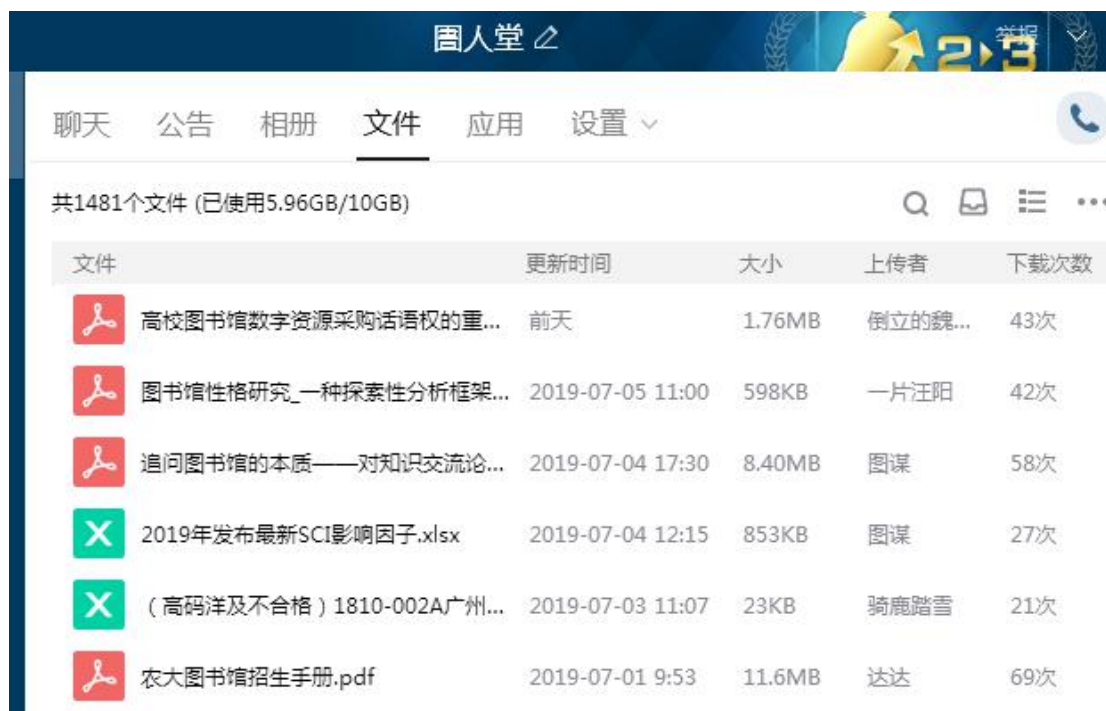 圕人堂
举报
2 3
聊天 公告 相册 文件 应用 设置
共1481个文件 (已使用5.96GB/10GB)
文件 更新时间 大小 上传者 下载次数
高校图书馆数字资源采购话语权的重... 前天 1.76MB 倒立的魏... 43次
图书馆性格研究_一种探索性分析框架... 2019-07-05 11:00 598KB 一片汪阳 42次
追问图书馆的本质——对知识交流论... 2019-07-04 17:30 8.40MB 图谋 58次
2019年发布最新SCI影响因子.xlsx 2019-07-04 12:15 853KB 图谋 27次
(高码洋及不合格) 1810-002A广州... 2019-07-03 11:07 23KB 骑鹿踏雪 21次
农大图书馆招生手册.pdf 2019-07-01 9:53 11.6MB 达达 69次